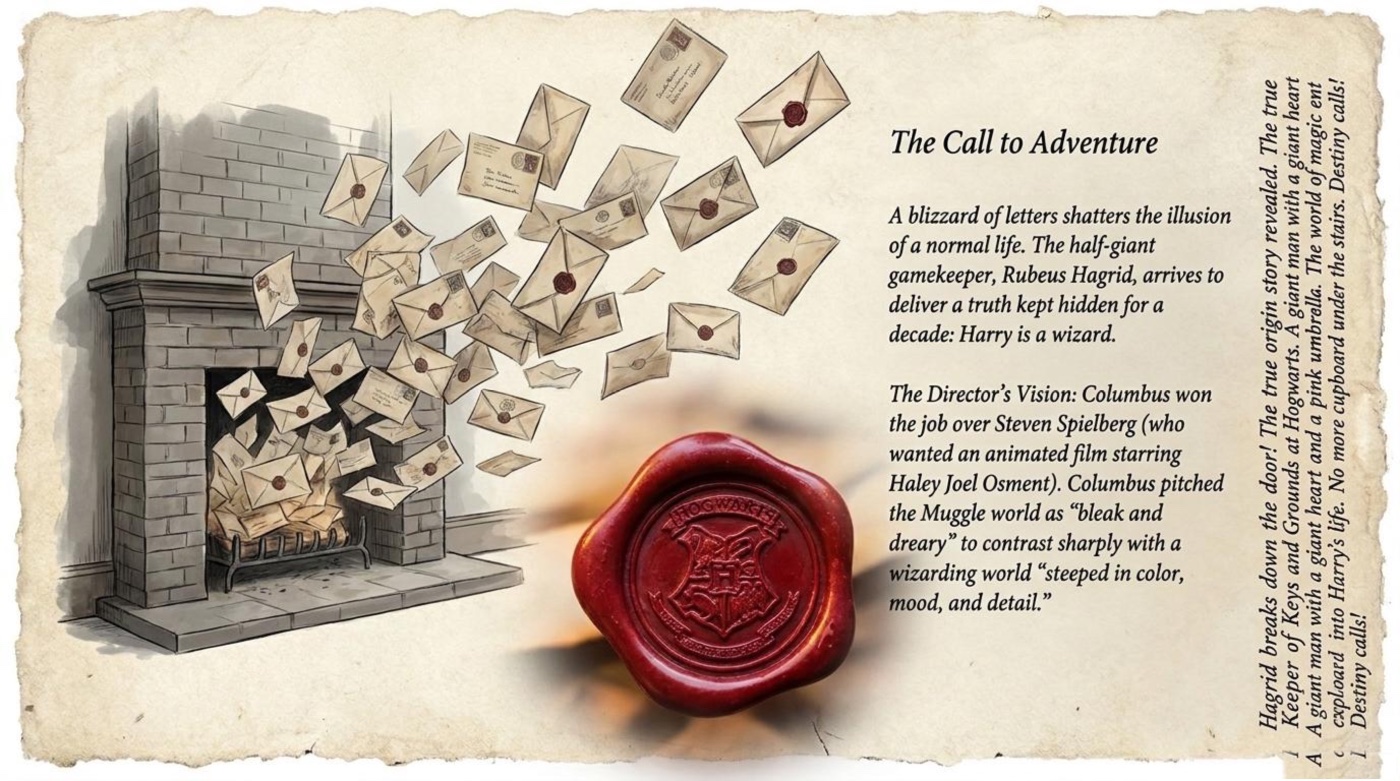 The Call to Adventure
A blizzard of letters shatters the illusion
of a normal life. The half-giant
gamekeeper, Rubeus Hagrid, arrives to
deliver a truth kept hidden for a
decade: Harry is a wizard.
The Director’s Vision: Columbus won
the job over Steven Spielberg (who
wanted an animated film starring
Haley Joel Osment). Columbus pitched
the Muggle world as “bleak and
dreary” to contrast sharply with a
wizarding world “steeped in color,
mood, and detail.”
HOGWARTS
Hagrid breaks down the door! The true origin story revealed. The true
Keeper of Keys and Grounds at Hogwarts. A giant man with a giant heart
A giant man with a giant heart and a pink umbrella. The world of magic ent
cxploard into Harry's life. No more cupboard under the stairs. Destiny calls!
Destiny calls!